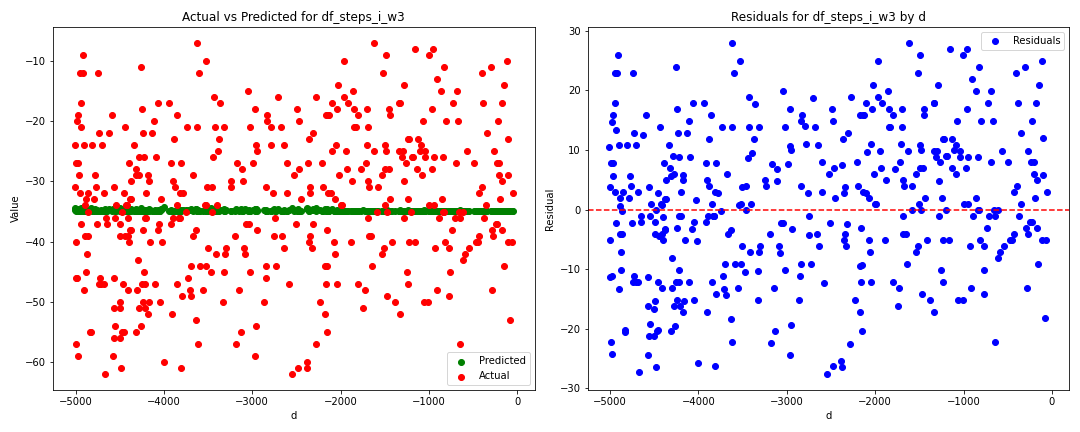 Actual vs Predicted for df_steps_i_w3
Value
−10
−20
−30
−40
−50
−60
−5000
−4000
−3000
−2000
−1000
0
d
Predicted
Actual
Residuals for df_steps_i_w3 by d
Residual
30
20
10
0
−10
−20
−30
−5000
−4000
−3000
−2000
−1000
0
d
Residuals